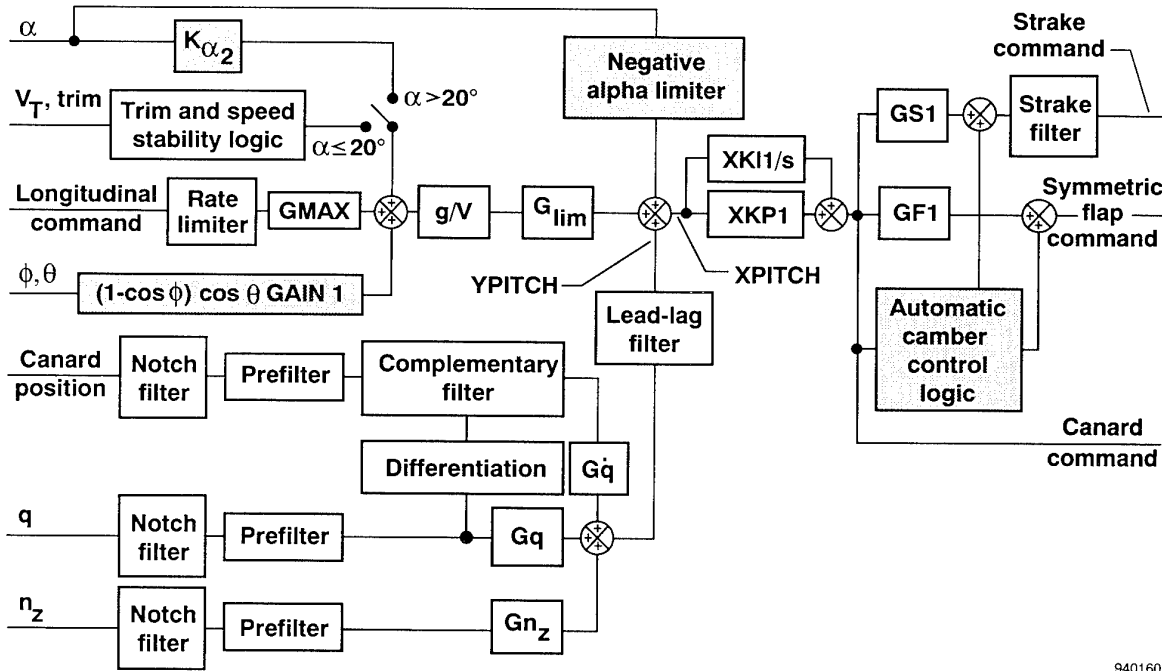 α
Kα2
Negative
alpha limiter
Strake
command
VT, trim
Trim and speed
stability logic
α>20°
α≤20°
GS1
Strake
filter
XKI1/s
Longitudinal
command
Rate
limiter
GMAX
g/V
Glim
XKP1
GF1
Symmetric
flap
command
YPITCH
XPITCH
ϕ, θ
(1-cos ϕ) cos θ GAIN 1
Lead-lag
filter
Automatic
camber
control
logic
Canard
position
Notch
filter
Prefilter
Complementary
filter
Differentiation
Gq̇
Canard
command
q
Notch
filter
Prefilter
Gq
nz
Notch
filter
Prefilter
Gnz
940160